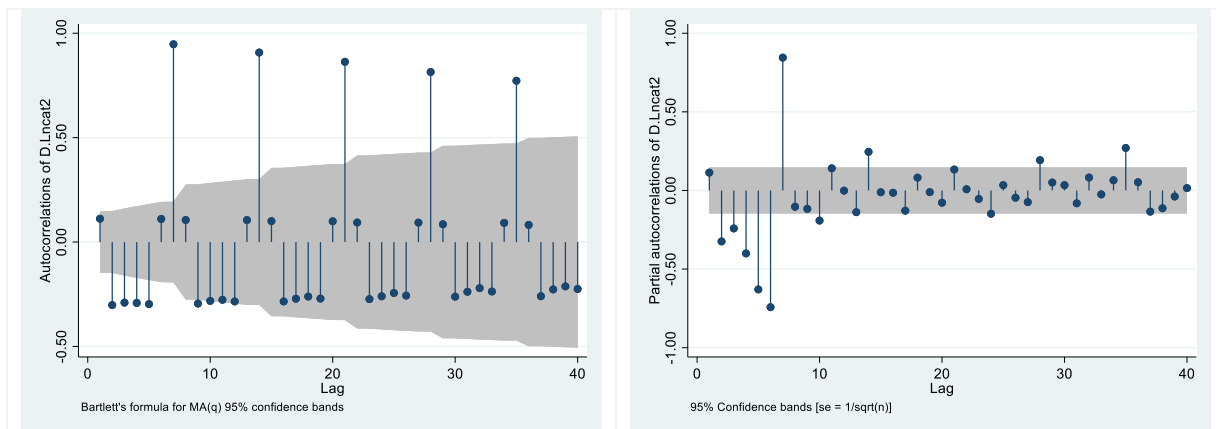 Autocorrelations of D.Lncat2
1.00
0.50
0.00
-0.50
0 10 20 30 40
Lag
Bartlett's formula for MA(q) 95% confidence bands
Partial autocorrelations of D.Lncat2
1.00
0.50
0.00
-0.50
-1.00
0 10 20 30 40
Lag
95% Confidence bands [se = 1/sqrt(n)]